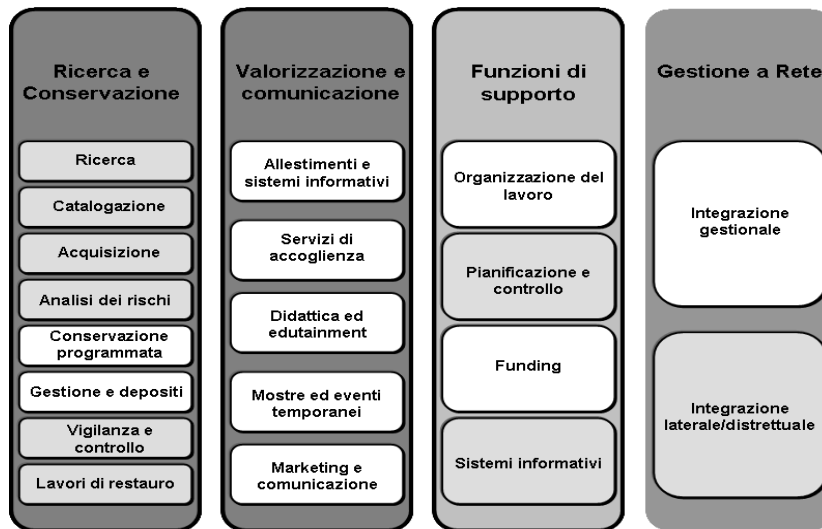 Ricerca e
Conservazione
Ricerca
Catalogazione
Acquisizione
Analisi dei rischi
Conservazione
programmata
Gestione e depositi
Vigilanza e
controllo
Lavori di restauro
Valorizzazione e
comunicazione
Allestimenti e
sistemi informativi
Servizi di
accoglienza
Didattica ed
edutainment
Mostre ed eventi
temporanei
Marketing e
comunicazione
Funzioni di
supporto
Organizzazione del
lavoro
Pianificazione e
controllo
Funding
Sistemi informativi
Gestione a Rete
Integrazione
gestionale
Integrazione
laterale/distrettuale